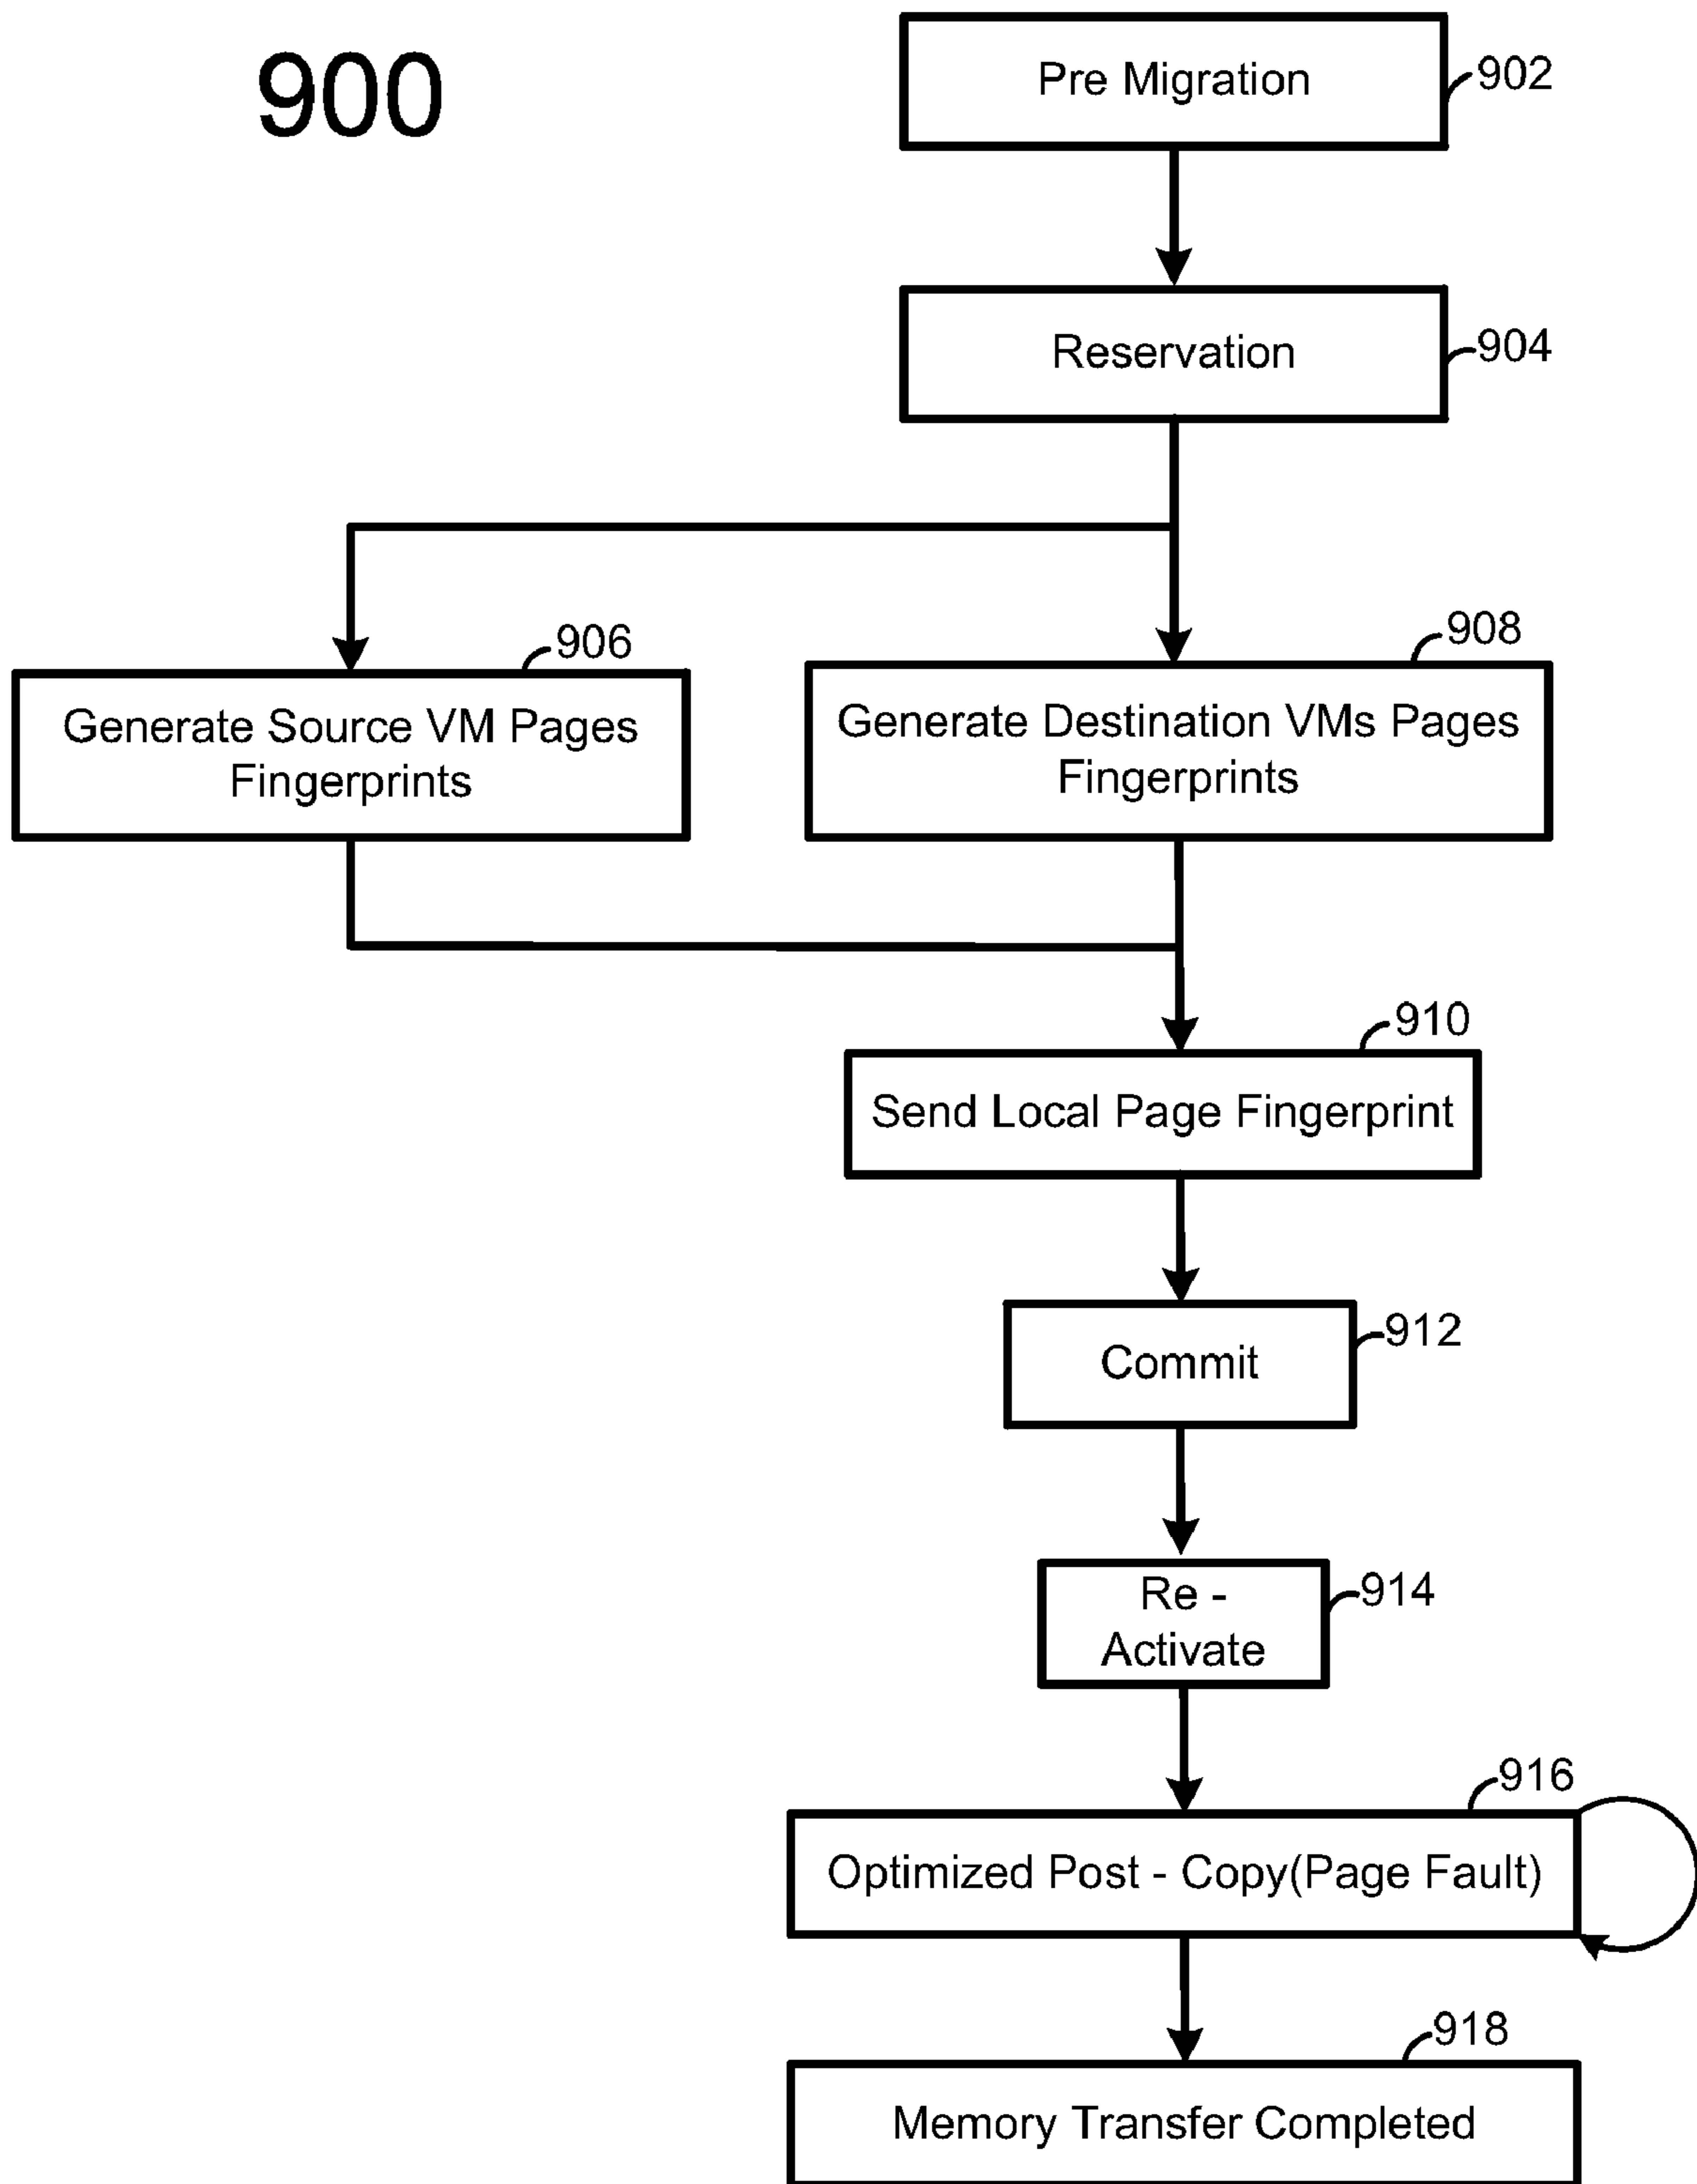 900
Pre Migration
902
Reservation
904
906
Generate Source VM Pages
Fingerprints
908
Generate Destination VMs Pages
Fingerprints
910
Send Local Page Fingerprint
912
Commit
914
Re -
Activate
916
Optimized Post - Copy(Page Fault)
918
Memory Transfer Completed